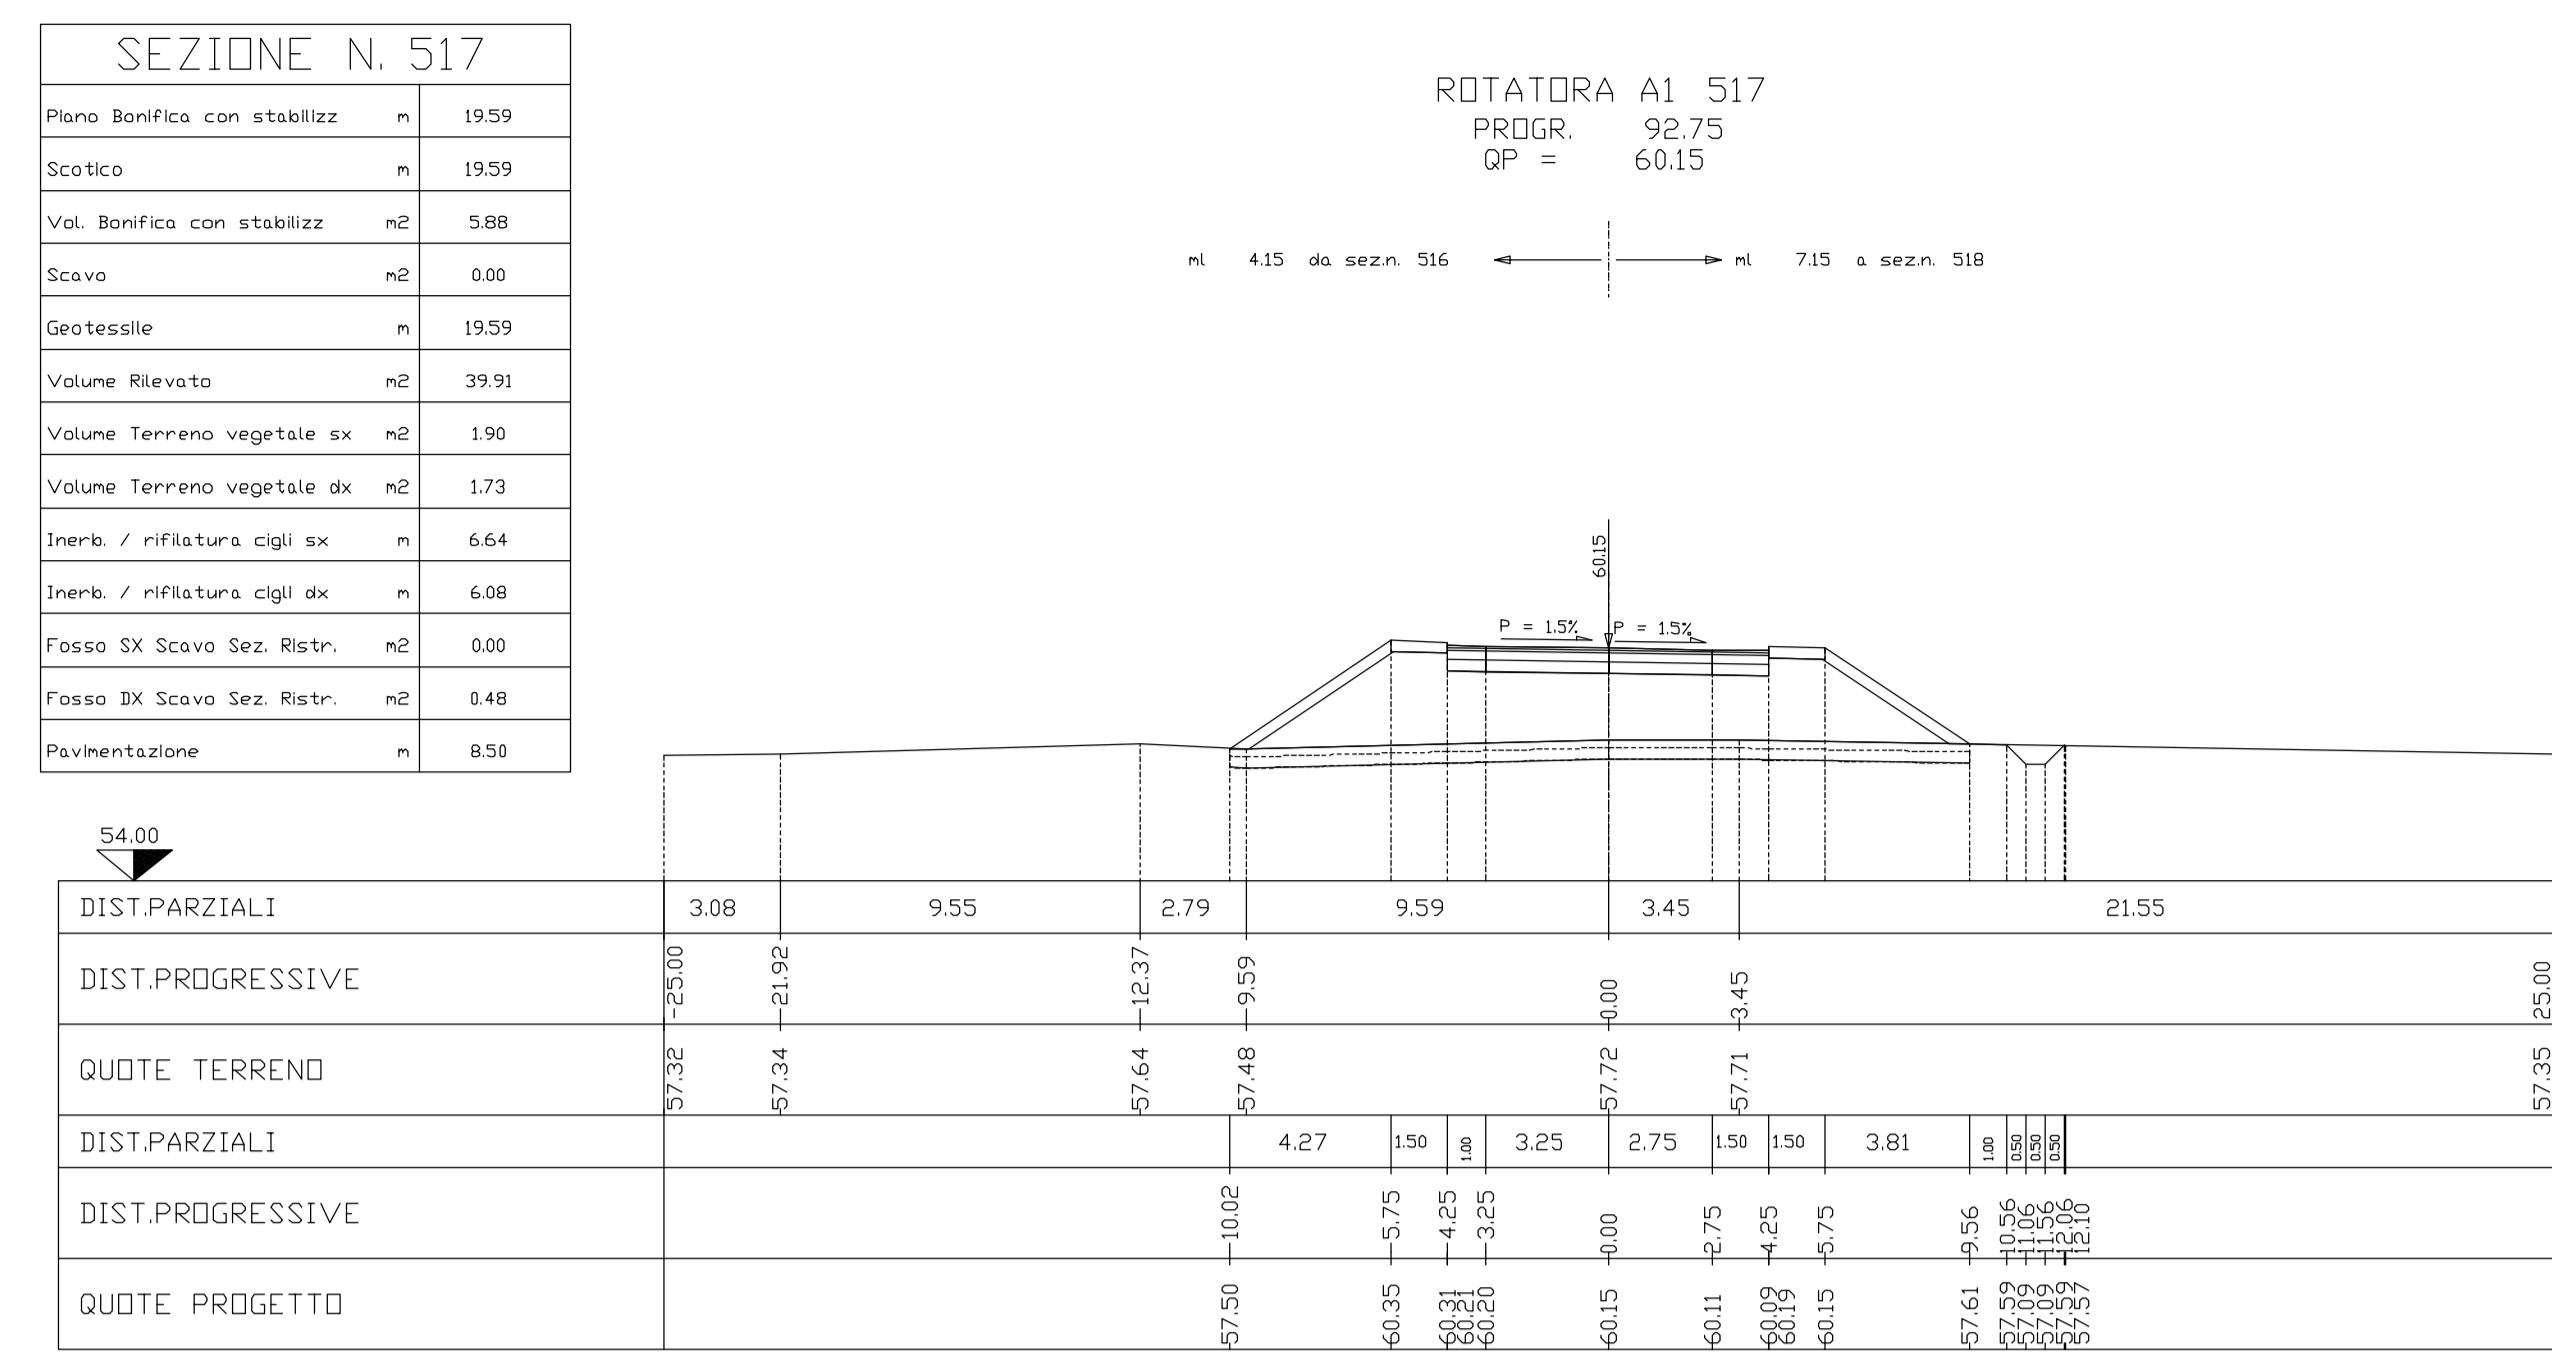 SEZIONE N. 517
Piano Bonifica con stabilizz m 19.59
Scotico m 19.59
Vol. Bonifica con stabilizz m2 5.88
Scavo m2 0.00
Geotessile m 19.59
Volume Rilevato m2 39.91
Volume Terreno vegetale sx m2 1.90
Volume Terreno vegetale dx m2 1.73
Inerb. / rifilatura cigli sx m 6.64
Inerb. / rifilatura cigli dx m 6.08
Fosso SX Scavo Sez. Ristr. m2 0.00
Fosso DX Scavo Sez. Ristr. m2 0.48
Pavimentazione m 8.50
ROTATORA A1 517
PROGR. 92.75
QP = 60.15
ml 4.15 da sez.n. 516 ml 7.15 a sez.n. 518
60.15
P = 1.5% P = 1.5%
54.00
DIST.PARZIALI 3.08 9.55 2.79 9.59 3.45 21.55
DIST.PROGRESSIVE -25.00 -21.92 -12.37 -9.59 0.00 3.45 25.00
QUOTE TERRENO 57.32 57.34 57.64 57.48 57.72 57.71 57.35
DIST.PARZIALI 4.27 1.50 1.00 3.25 2.75 1.50 1.50 3.81 1.00 0.50 0.50 0.50
DIST.PROGRESSIVE -10.02 -5.75 -4.25 -3.25 0.00 2.75 4.25 5.75 9.56 10.56 11.06 11.56 12.06 12.10
QUOTE PROGETTO 57.50 60.35 60.31 60.21 60.20 60.15 60.11 60.09 60.19 60.15 57.61 57.59 57.09 57.09 57.59 57.57